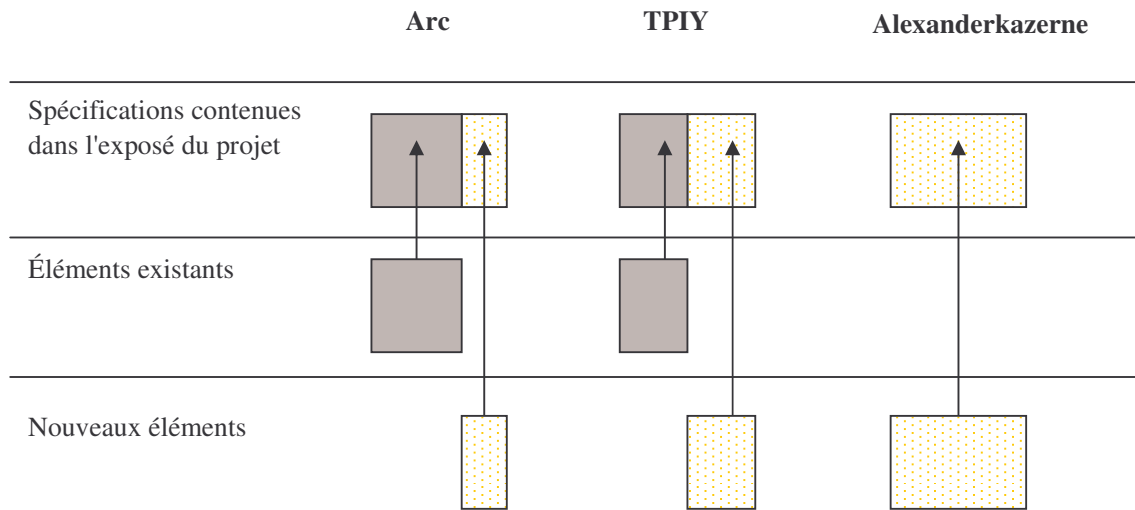 Arc TPIY Alexanderkazerne
Spécifications contenues
dans l'exposé du projet
Éléments existants
Nouveaux éléments